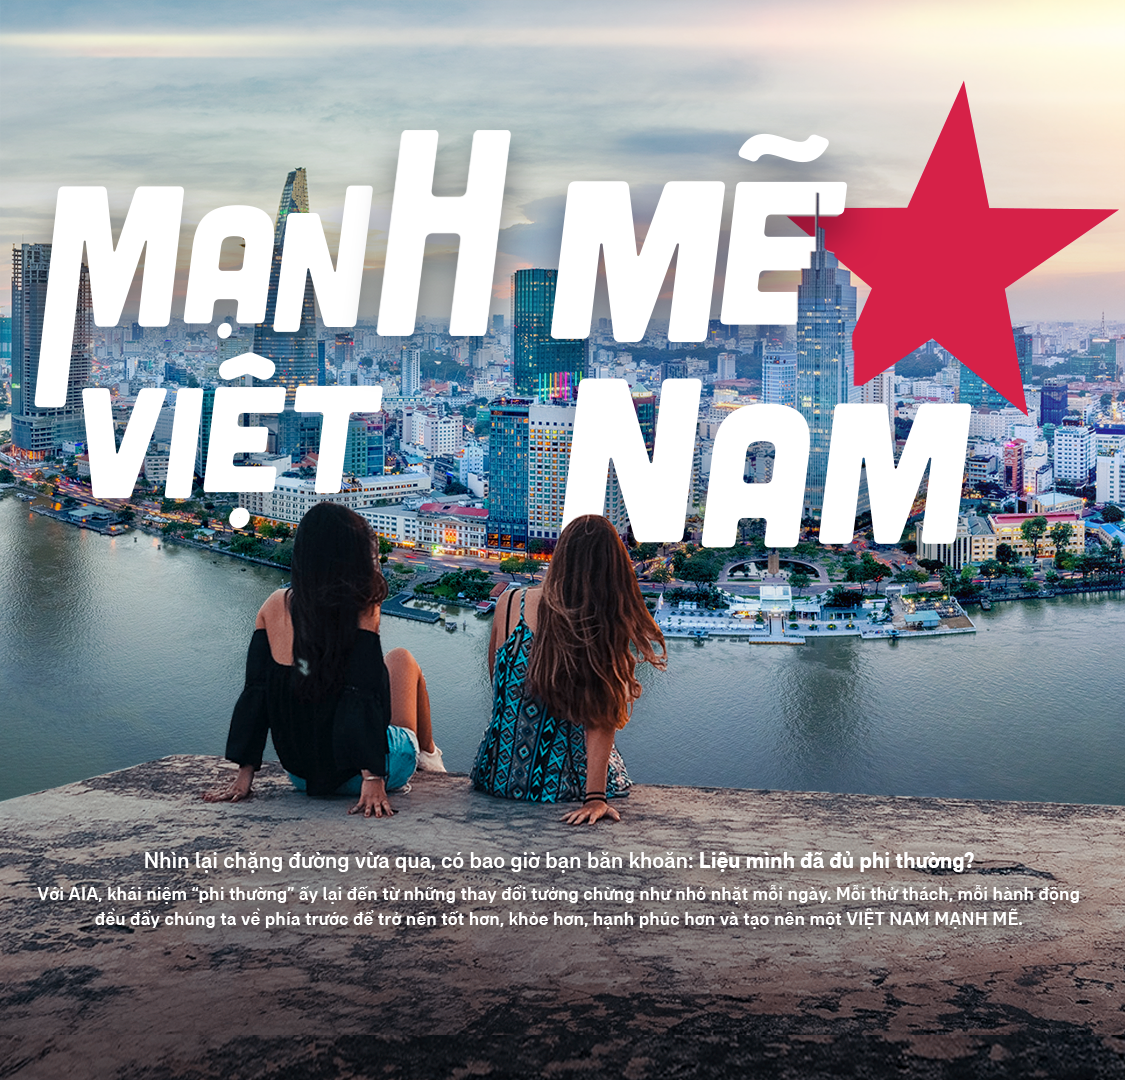 MẠNH MẼ
VIỆT NAM
Nhìn lại chặng đường vừa qua, có bao giờ bạn băn khoăn: Liệu mình đã đủ phi thường?
Với AIA, khái niệm “phi thường” ấy lại đến từ những thay đổi tưởng chừng như nhỏ nhặt mỗi ngày. Mỗi thử thách, mỗi hành động
đều đẩy chúng ta về phía trước để trở nên tốt hơn, khỏe hơn, hạnh phúc hơn và tạo nên một VIỆT NAM MẠNH MẼ.